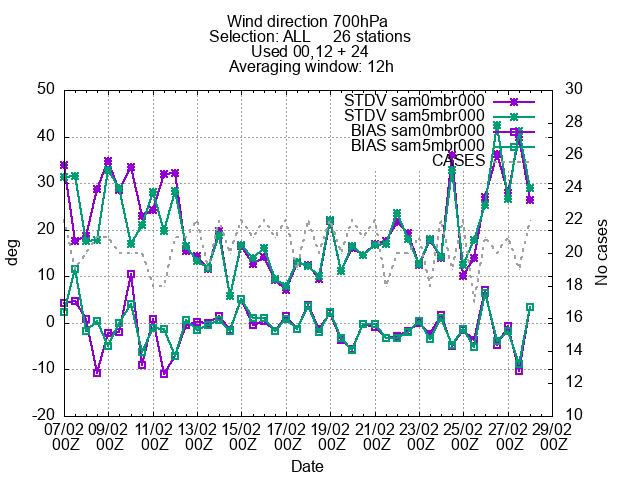 Wind direction 700hPa
Selection: ALL     26 stations
Used 00,12 + 24
Averaging window: 12h
STDV sam0mbr000
STDV sam5mbr000
BIAS sam0mbr000
BIAS sam5mbr000
CASES
50
40
30
20
10
0
-10
-20
deg
30
28
26
24
22
20
18
16
14
12
10
No cases
07/02 09/02 11/02 13/02 15/02 17/02 19/02 21/02 23/02 25/02 27/02 29/02
00Z 00Z 00Z 00Z 00Z 00Z 00Z 00Z 00Z 00Z 00Z 00Z
Date